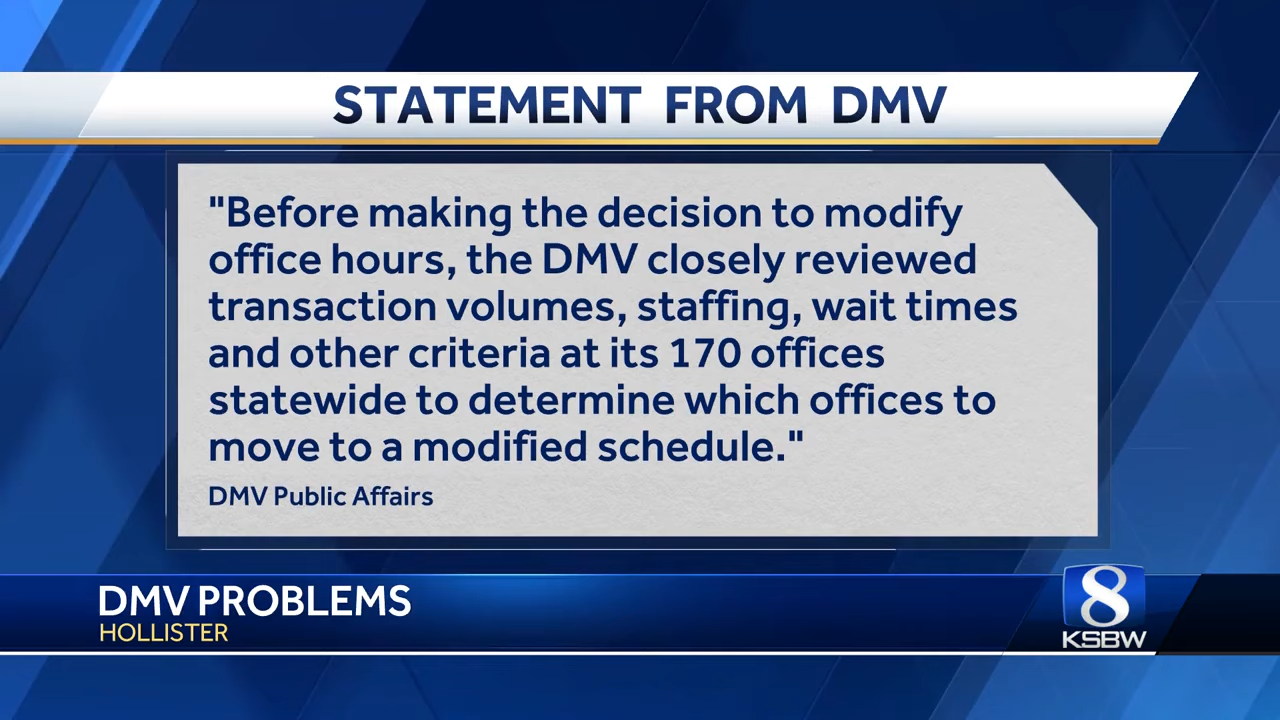 STATEMENT FROM DMV
"Before making the decision to modify
office hours, the DMV closely reviewed
transaction volumes, staffing, wait times
and other criteria at its 170 offices
statewide to determine which offices to
move to a modified schedule."
DMV Public Affairs
DMV PROBLEMS
HOLLISTER
8
KSBW